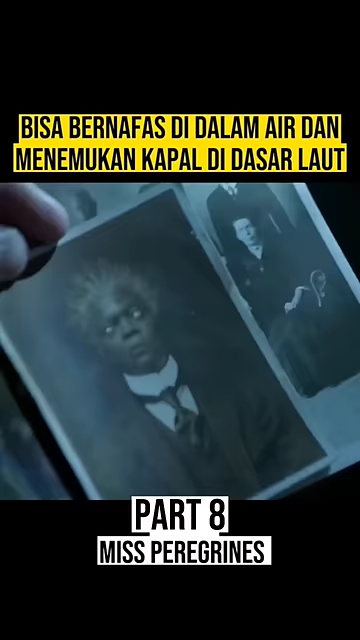 BISA BERNAFAS DI DALAM AIR DAN
MENEMUKAN KAPAL DI DASAR LAUT
PART 8
MISS PEREGRINES